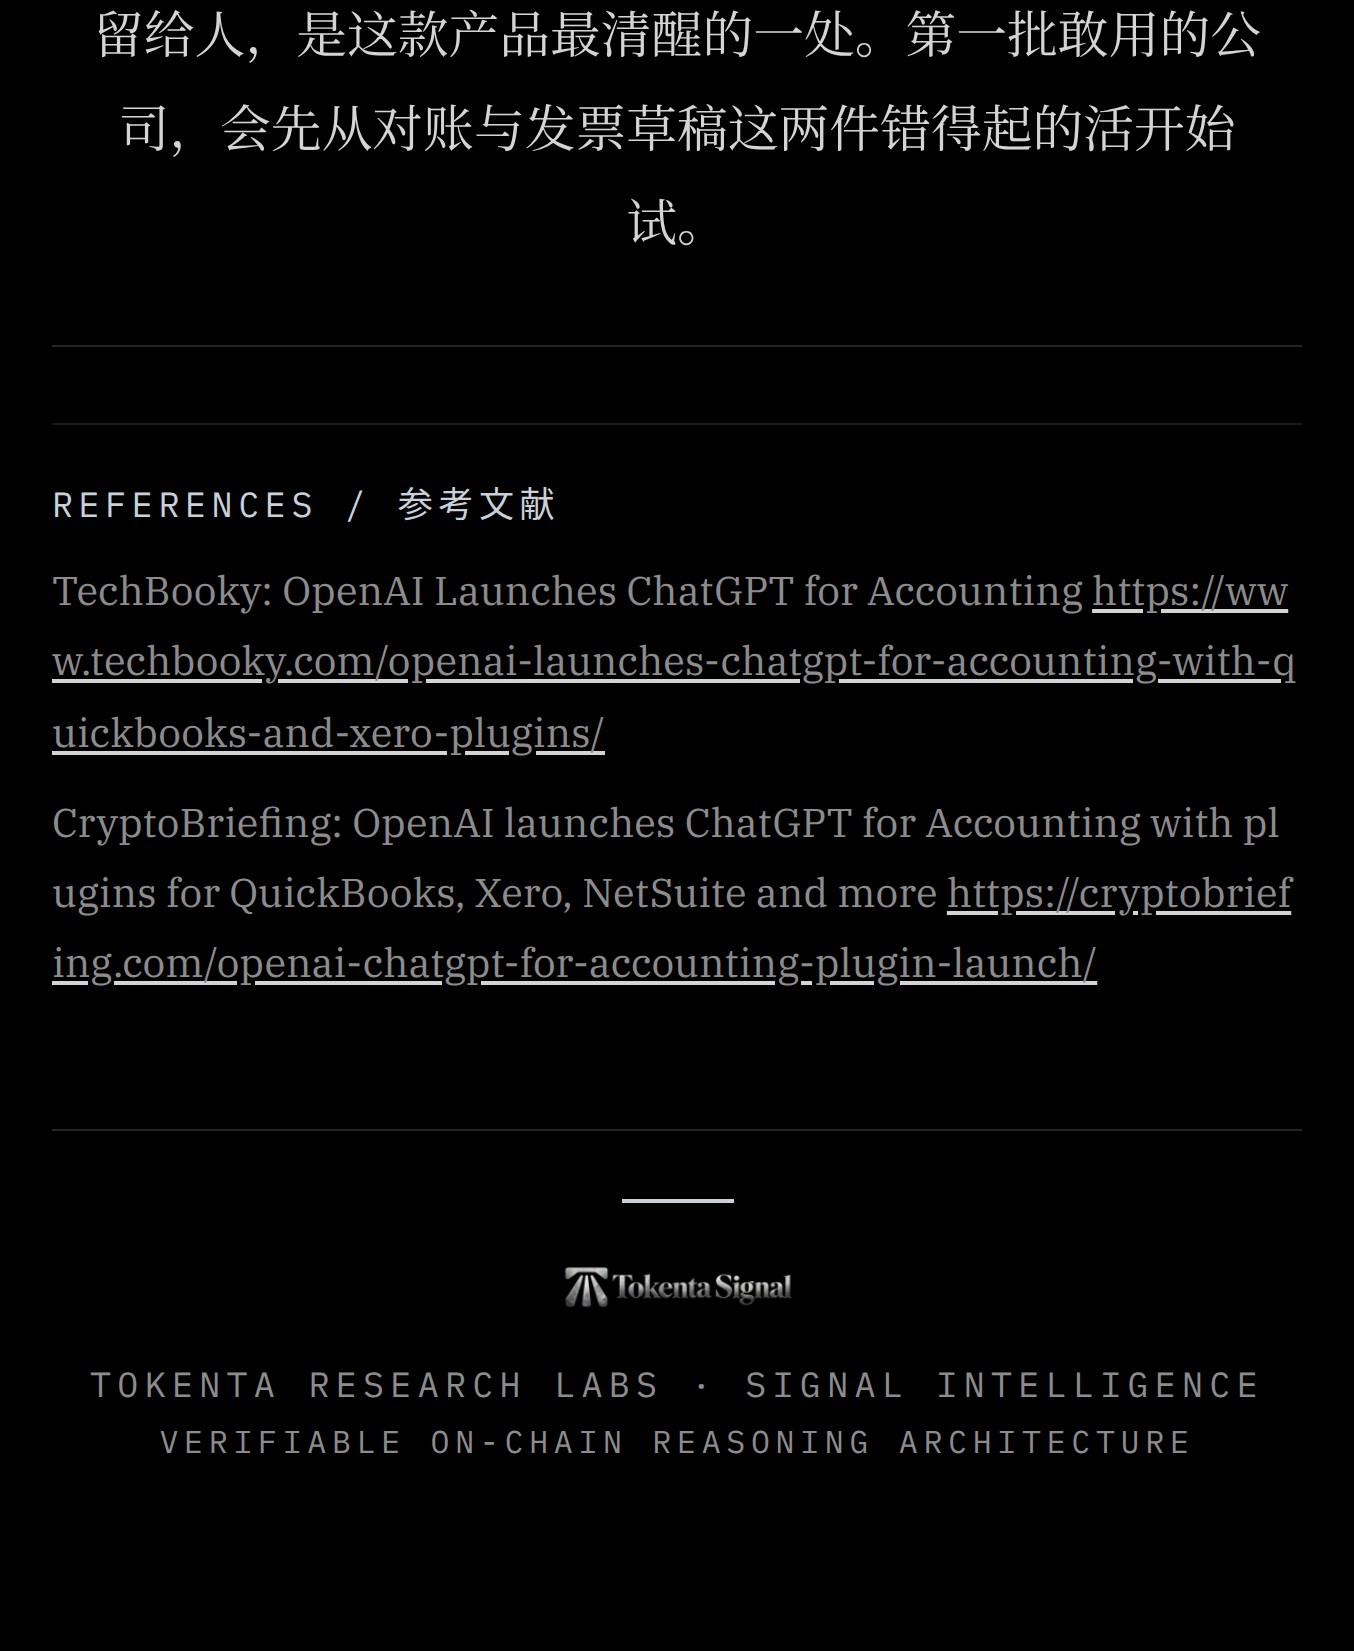 留给人，是这款产品最清醒的一处。第一批敢用的公
司，会先从对账与发票草稿这两件错得起的活开始
试。
REFERENCES / 参考文献
TechBooky: OpenAI Launches ChatGPT for Accounting https://ww
w.techbooky.com/openai-launches-chatgpt-for-accounting-with-q
uickbooks-and-xero-plugins/
CryptoBriefing: OpenAI launches ChatGPT for Accounting with pl
ugins for QuickBooks, Xero, NetSuite and more https://cryptobrief
ing.com/openai-chatgpt-for-accounting-plugin-launch/
Tokenta Signal
TOKENTA RESEARCH LABS · SIGNAL INTELLIGENCE
VERIFIABLE ON-CHAIN REASONING ARCHITECTURE